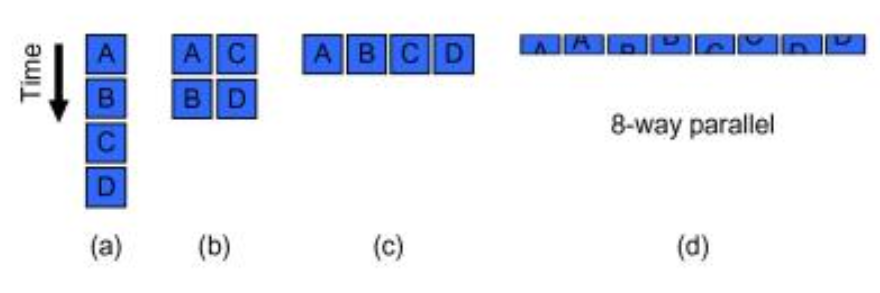 Time
A
B
C
D
A C
B D
A B C D
A A B B C C D D
8-way parallel
(a) (b) (c) (d)